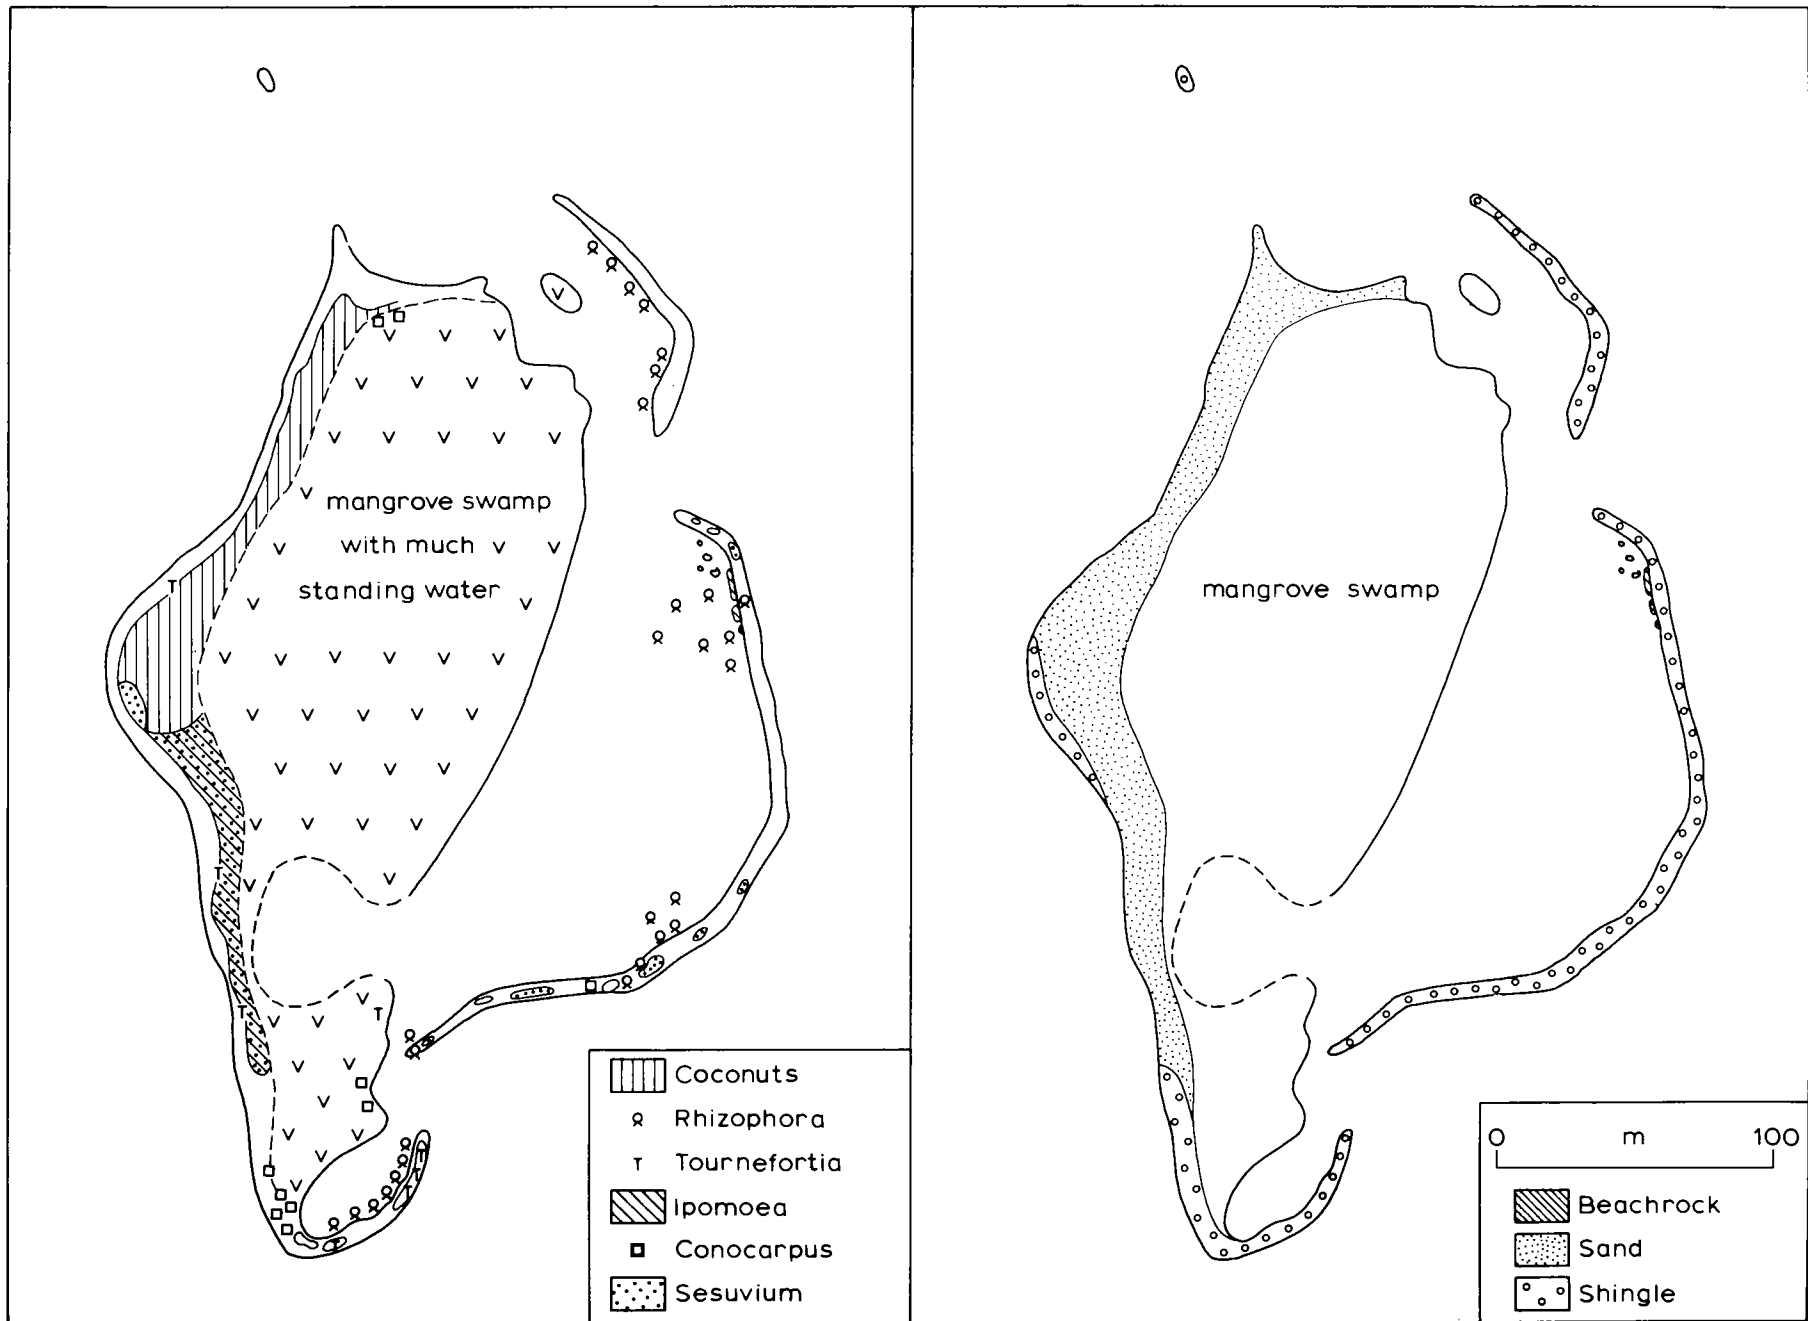 mangrove swamp
with much
standing water
Coconuts
Rhizophora
T Tournefortia
Ipomoea
Conocarpus
Sesuvium
mangrove swamp
0 m 100
Beachrock
Sand
Shingle